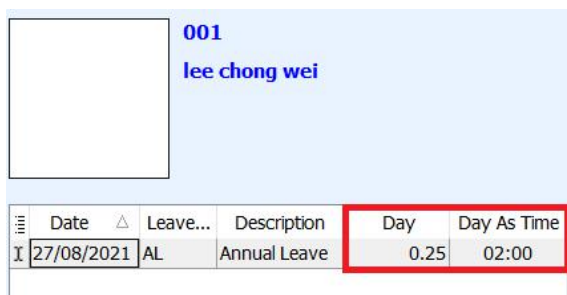 001
lee chong wei
Date Leave... Description Day Day As Time
27/08/2021 AL Annual Leave 0.25 02:00